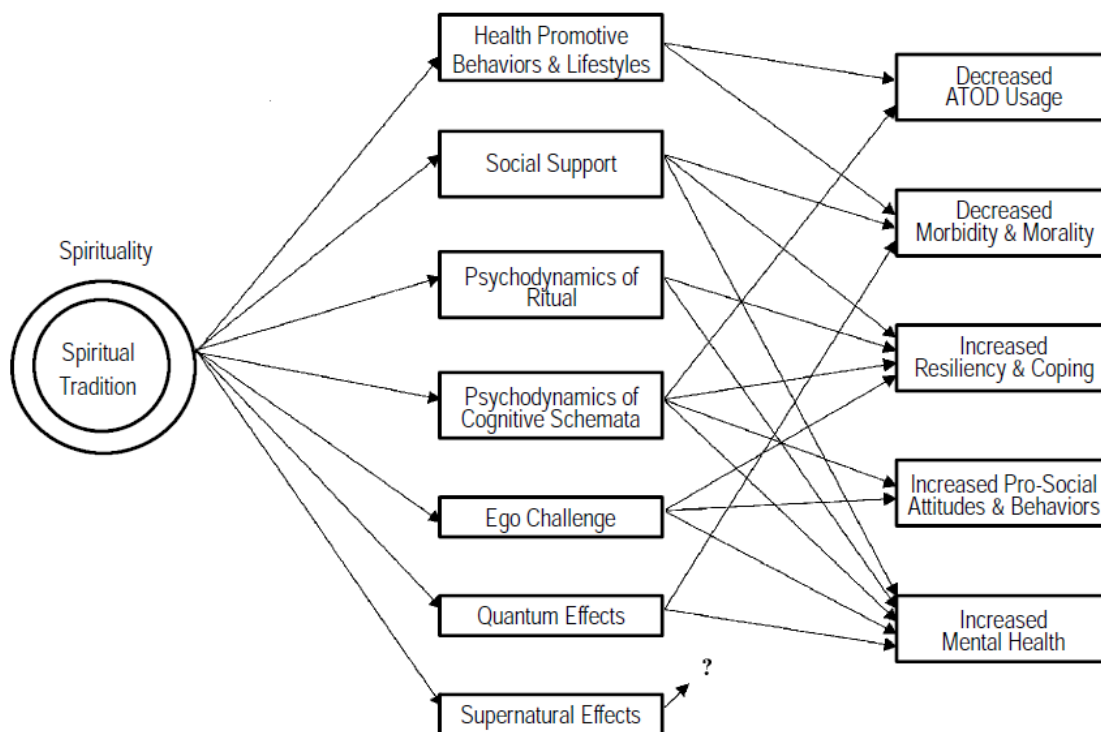 Spirituality
Spiritual
Tradition
Health Promotive
Behaviors & Lifestyles
Social Support
Psychodynamics of
Ritual
Psychodynamics of
Cognitive Schemata
Ego Challenge
Quantum Effects
Supernatural Effects
?
Decreased
ATOD Usage
Decreased
Morbidity & Morality
Increased
Resiliency & Coping
Increased Pro-Social
Attitudes & Behaviors
Increased
Mental Health